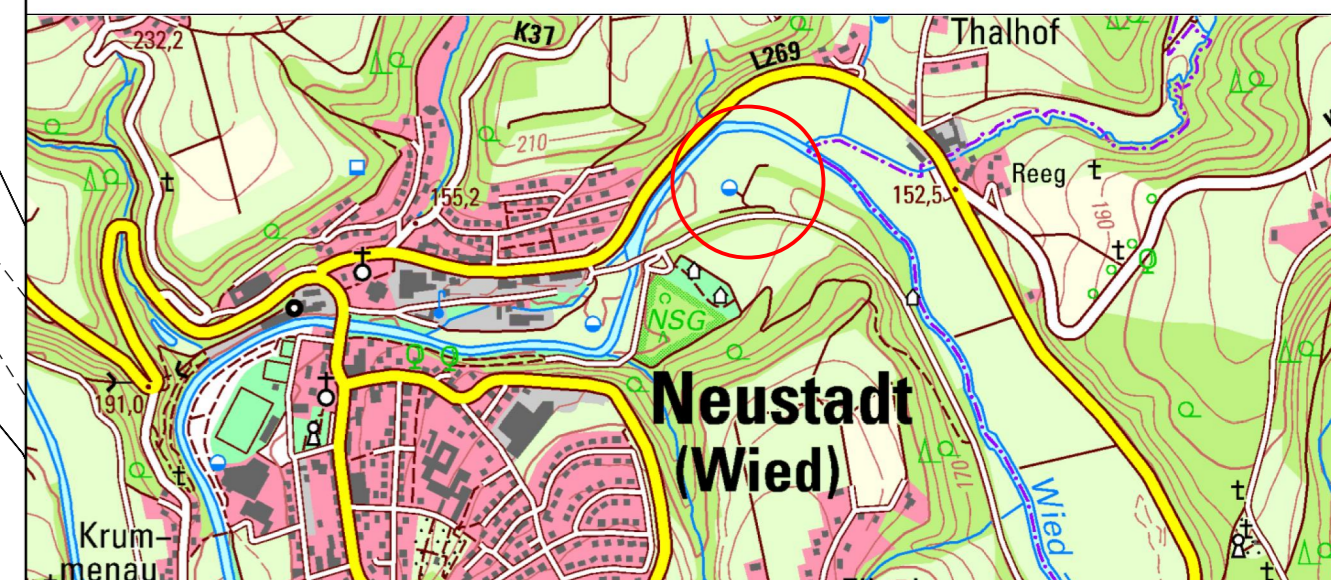 232,2
K37
L269
Thalhof
210
155,2
152,5
Reeg
190
NSG
191,0
Neustadt
(Wied)
170
Wied
Krum-
menau